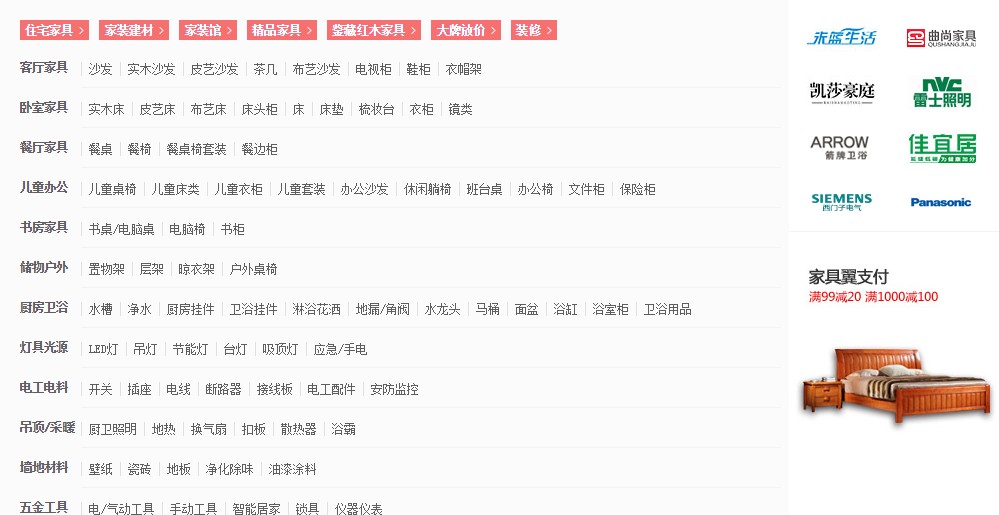 住宅家具 > 家装建材 > 家装馆 > 精品家具 > 鉴藏红木家具 > 大牌放价 > 装修 >
客厅家具 沙发 实木沙发 皮艺沙发 茶几 布艺沙发 电视柜 鞋柜 衣帽架
卧室家具 实木床 皮艺床 布艺床 床头柜 床 床垫 梳妆台 衣柜 镜类
餐厅家具 餐桌 餐椅 餐桌椅套装 餐边柜
儿童办公 儿童桌椅 儿童床类 儿童衣柜 儿童套装 办公沙发 休闲躺椅 班台桌 办公椅 文件柜 保险柜
书房家具 书桌/电脑桌 电脑椅 书柜
储物户外 置物架 层架 晾衣架 户外桌椅
厨房卫浴 水槽 净水 厨房挂件 卫浴挂件 淋浴花洒 地漏/角阀 水龙头 马桶 面盆 浴缸 浴室柜 卫浴用品
灯具光源 LED灯 吊灯 节能灯 台灯 吸顶灯 应急/手电
电工电料 开关 插座 电线 断路器 接线板 电工配件 安防监控
吊顶/采暖 厨卫照明 地热 换气扇 扣板 散热器 浴霸
墙地材料 壁纸 瓷砖 地板 净化除味 油漆涂料
五金工具 电/气动工具 手动工具 智能居家 锁具 仪器仪表
来蓝生活 曲尚家具
QUSHANGJIAJU
凯莎豪庭 nvc
雷士照明
ARROW
箭牌卫浴
佳宜居
SIEMENS
西门子电气
Panasonic
家具翼支付
满99减20 满1000减100